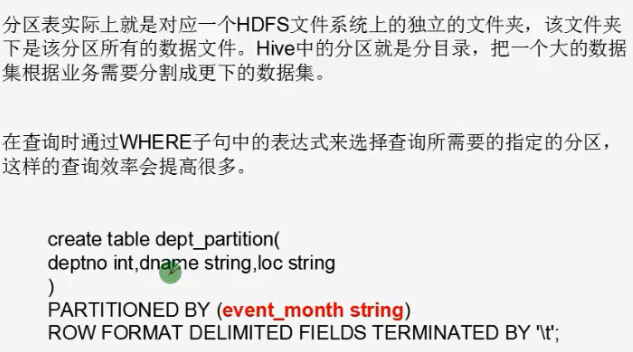 分区表实际上就是对应一个HDFS文件系统上的独立的文件夹，该文件夹
下是该分区所有的数据文件。Hive中的分区就是分目录，把一个大的数据
集根据业务需要分割成更下的数据集。
在查询时通过WHERE子句中的表达式来选择查询所需要的指定的分区，
这样的查询效率会提高很多。
create table dept_partition(
deptno int,dname string,loc string
)
PARTITIONED BY (event_month string)
ROW FORMAT DELIMITED FIELDS TERMINATED BY '\t';